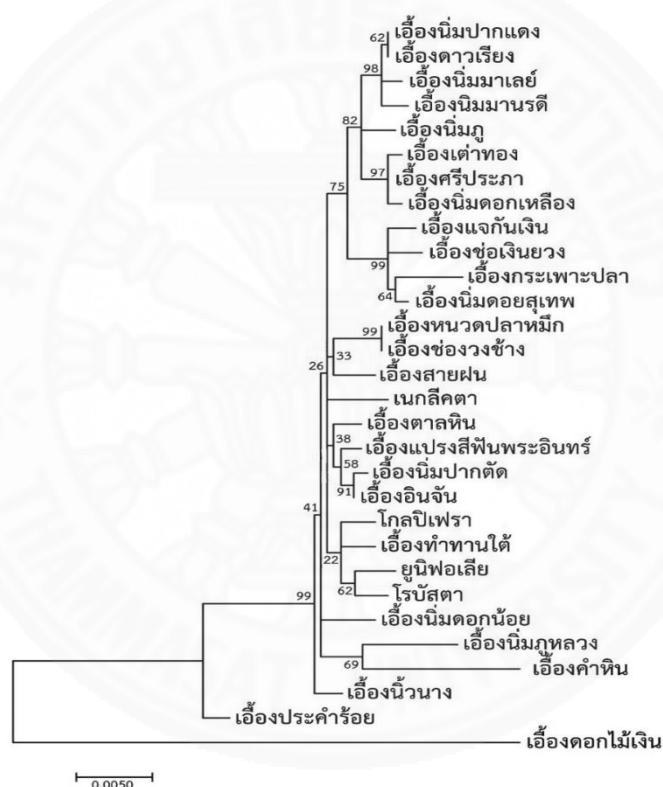 เอื้องนิ่มปากแดง
62
เอื้องดาวเรียง
98
เอื้องนิ่มมาเลย์
เอื้องนิมมานรดี
82
เอื้องนิ่มภู
เอื้องเต่าทอง
97
เอื้องศรีประภา
75
เอื้องนิ่มดอกเหลือง
เอื้องแจกันเงิน
เอื้องช่อเงินยวง
99
เอื้องกระเพาะปลา
64
เอื้องนิ่มดอยสุเทพ
99
เอื้องหนวดปลาหมึก
เอื้องช่องวงช้าง
33
26
เอื้องสายฝน
เนกลีคตา
เอื้องตาลหิน
38
เอื้องแปรงสีฟันพระอินทร์
58
เอื้องนิ่มปากตัด
91
เอื้องอินจัน
41
โกลปิเฟรา
เอื้องทำทานใต้
22
ยูนิฟอเลีย
62
โรบัสตา
99
เอื้องนิ่มดอกน้อย
เอื้องนิ่มภูหลวง
69
เอื้องคำหิน
เอื้องนิ้วนาง
เอื้องประคำร้อย
เอื้องดอกไม้เงิน
0.0050